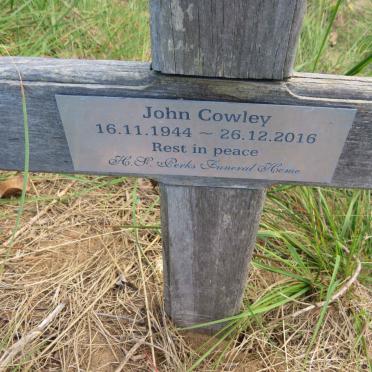 John Cowley
16.11.1944 ~ 26.12.2016
Rest in peace
H.N. Perks Funeral Home